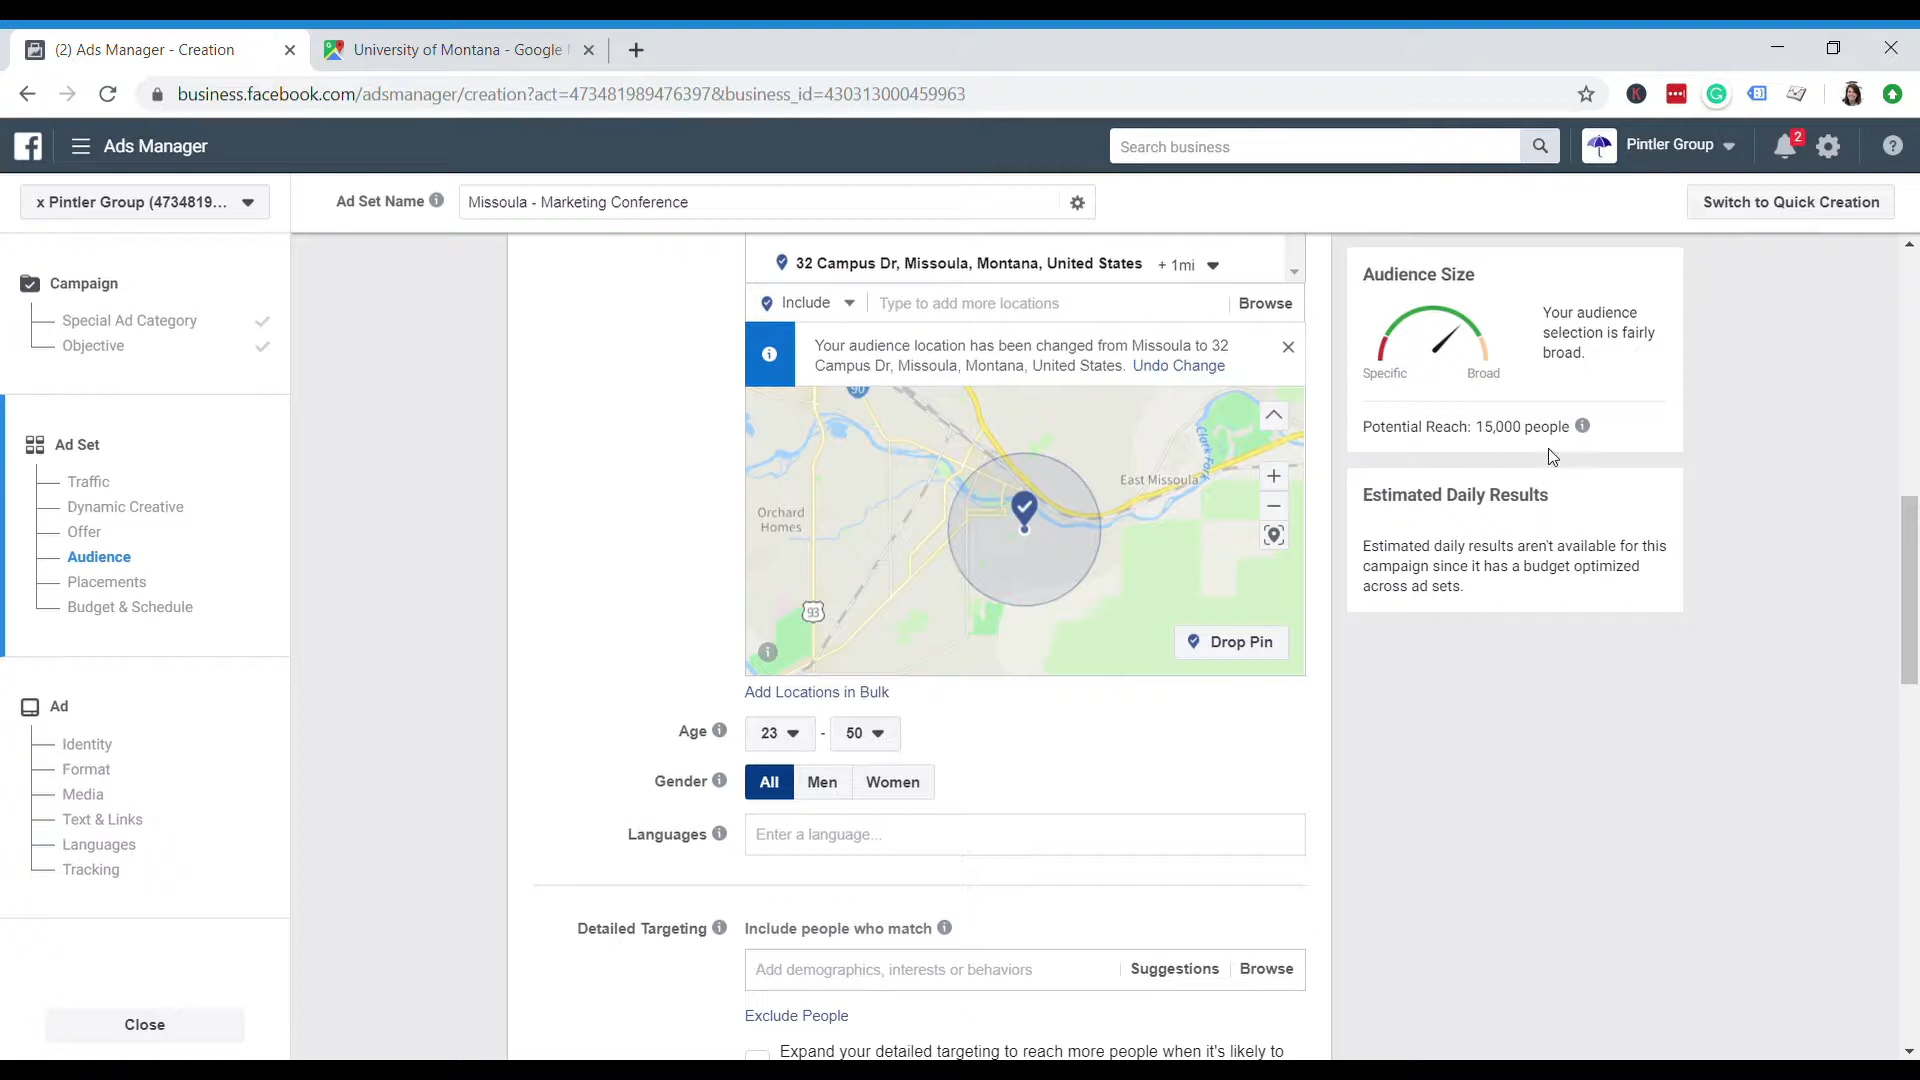 (2) Ads Manager - Creation
University of Montana - Google
business.facebook.com/adsmanager/creation?act=473481989476397&business_id=430313000459963
Ads Manager
Search business
Pintler Group
2
x Pintler Group (4734819...
Ad Set Name
Missoula - Marketing Conference
Switch to Quick Creation
Campaign
Special Ad Category
Objective
Ad Set
Traffic
Dynamic Creative
Offer
Audience
Placements
Budget & Schedule
Ad
Identity
Format
Media
Text & Links
Languages
Tracking
Close
32 Campus Dr, Missoula, Montana, United States + 1mi
Include
Type to add more locations
Browse
Your audience location has been changed from Missoula to 32
Campus Dr, Missoula, Montana, United States. Undo Change
90
Clark Fork
East Missoula
Orchard
Homes
93
Drop Pin
Add Locations in Bulk
Age
23 - 50
Gender
All Men Women
Languages
Enter a language...
Detailed Targeting
Include people who match
Add demographics, interests or behaviors
Suggestions
Browse
Exclude People
Expand your detailed targeting to reach more people when it's likely to
Audience Size
Your audience
selection is fairly
broad.
Specific
Broad
Potential Reach: 15,000 people
Estimated Daily Results
Estimated daily results aren't available for this
campaign since it has a budget optimized
across ad sets.